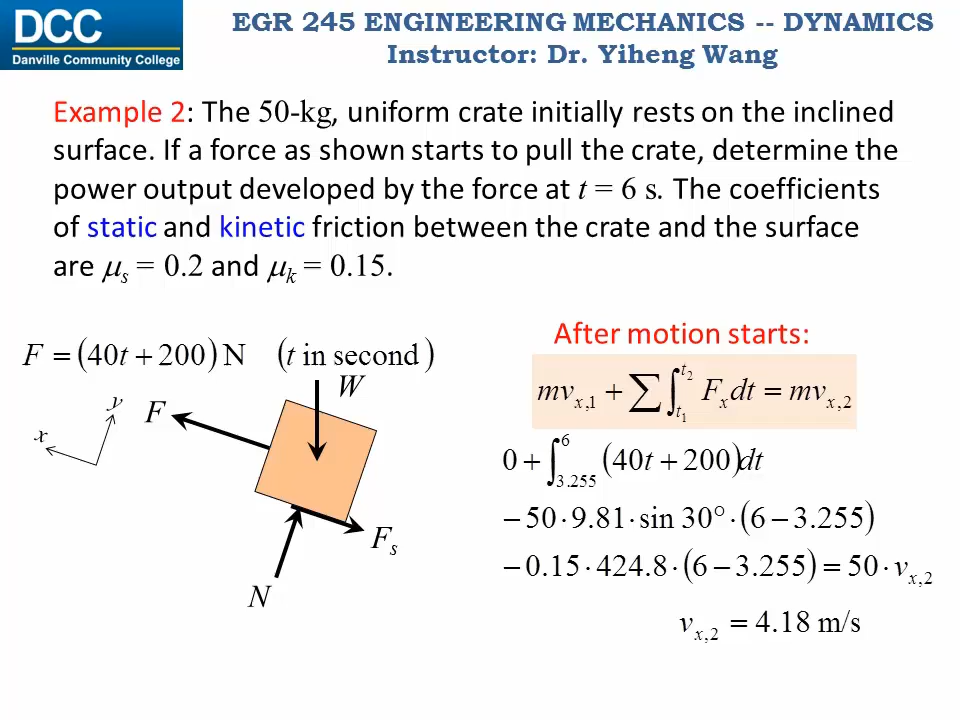 DCC
Danville Community College
EGR 245 ENGINEERING MECHANICS -- DYNAMICS
Instructor: Dr. Yiheng Wang
Example 2: The 50-kg, uniform crate initially rests on the inclined
surface. If a force as shown starts to pull the crate, determine the
power output developed by the force at t = 6 s. The coefficients
of static and kinetic friction between the crate and the surface
are μs = 0.2 and μk = 0.15.
F = (40t + 200) N (t in second)
W
y
F
x
Fs
N
After motion starts:
mvx,1 + ∑∫t1t2 Fx dt = mvx,2
0 + ∫3.2556 (40t + 200)dt
− 50 · 9.81 · sin 30° · (6 − 3.255)
− 0.15 · 424.8 · (6 − 3.255) = 50 · vx,2
vx,2 = 4.18 m/s